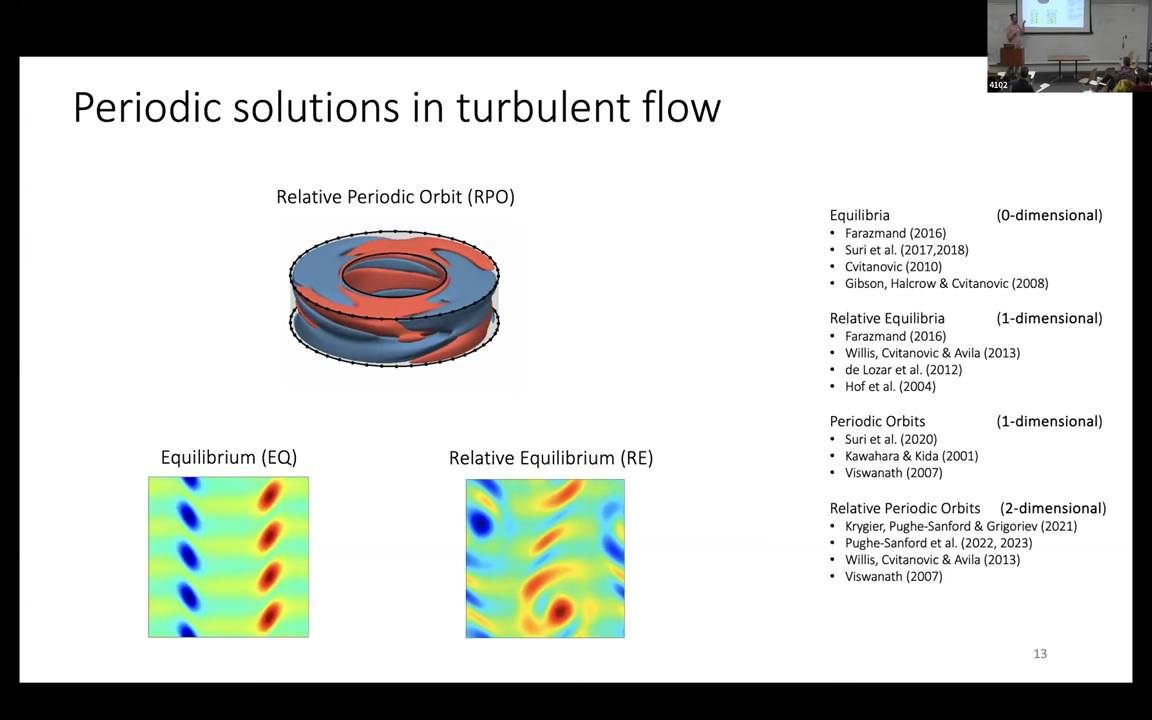 4102
Periodic solutions in turbulent flow
Relative Periodic Orbit (RPO)
Equilibrium (EQ)
Relative Equilibrium (RE)
Equilibria (0-dimensional)
• Farazmand (2016)
• Suri et al. (2017,2018)
• Cvitanovic (2010)
• Gibson, Halcrow & Cvitanovic (2008)
Relative Equilibria (1-dimensional)
• Farazmand (2016)
• Willis, Cvitanovic & Avila (2013)
• de Lozar et al. (2012)
• Hof et al. (2004)
Periodic Orbits (1-dimensional)
• Suri et al. (2020)
• Kawahara & Kida (2001)
• Viswanath (2007)
Relative Periodic Orbits (2-dimensional)
• Krygier, Pughe-Sanford & Grigoriev (2021)
• Pughe-Sanford et al. (2022, 2023)
• Willis, Cvitanovic & Avila (2013)
• Viswanath (2007)
13